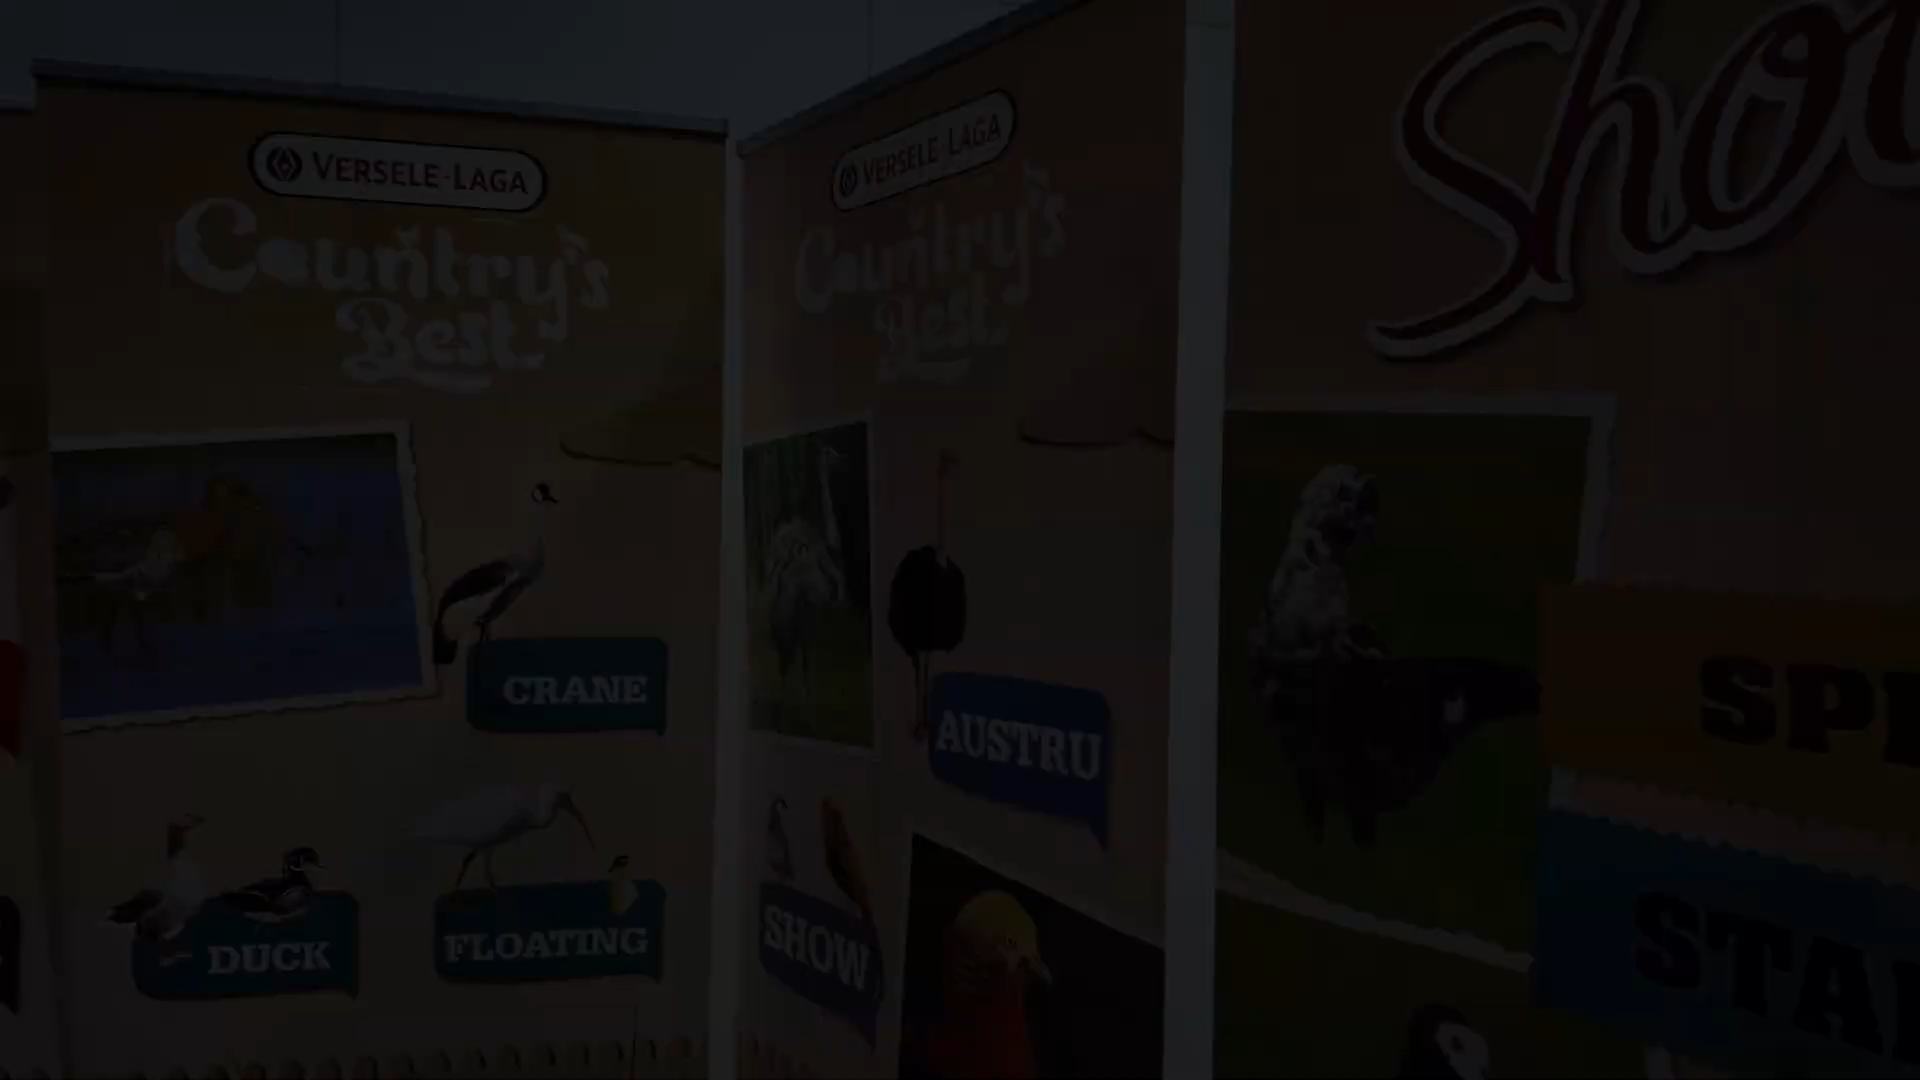 VERSELE-LAGA
Country's
Best
CRANE
DUCK
FLOATING
VERSELE-LAGA
Country's
Best
AUSTRU
SHOW